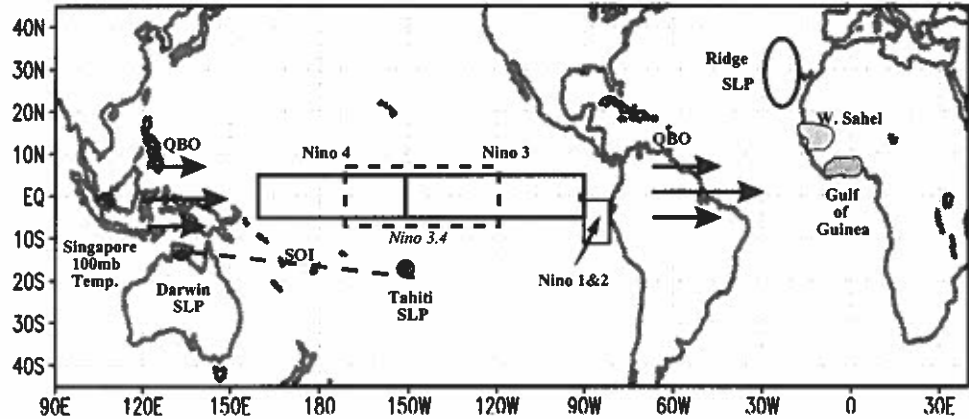 40N
30N
20N
10N
EQ
10S
20S
30S
40S
90E
120E
150E
180
150W
120W
90W
60W
30W
0
30E
QBO
Nino 4
Nino 3
QBO
Ridge
SLP
W. Sahel
Gulf
of
Guinea
Singapore
100mb
Temp.
Darwin
SLP
SOI
Nino 3.4
Tahiti
SLP
Nino 1&2